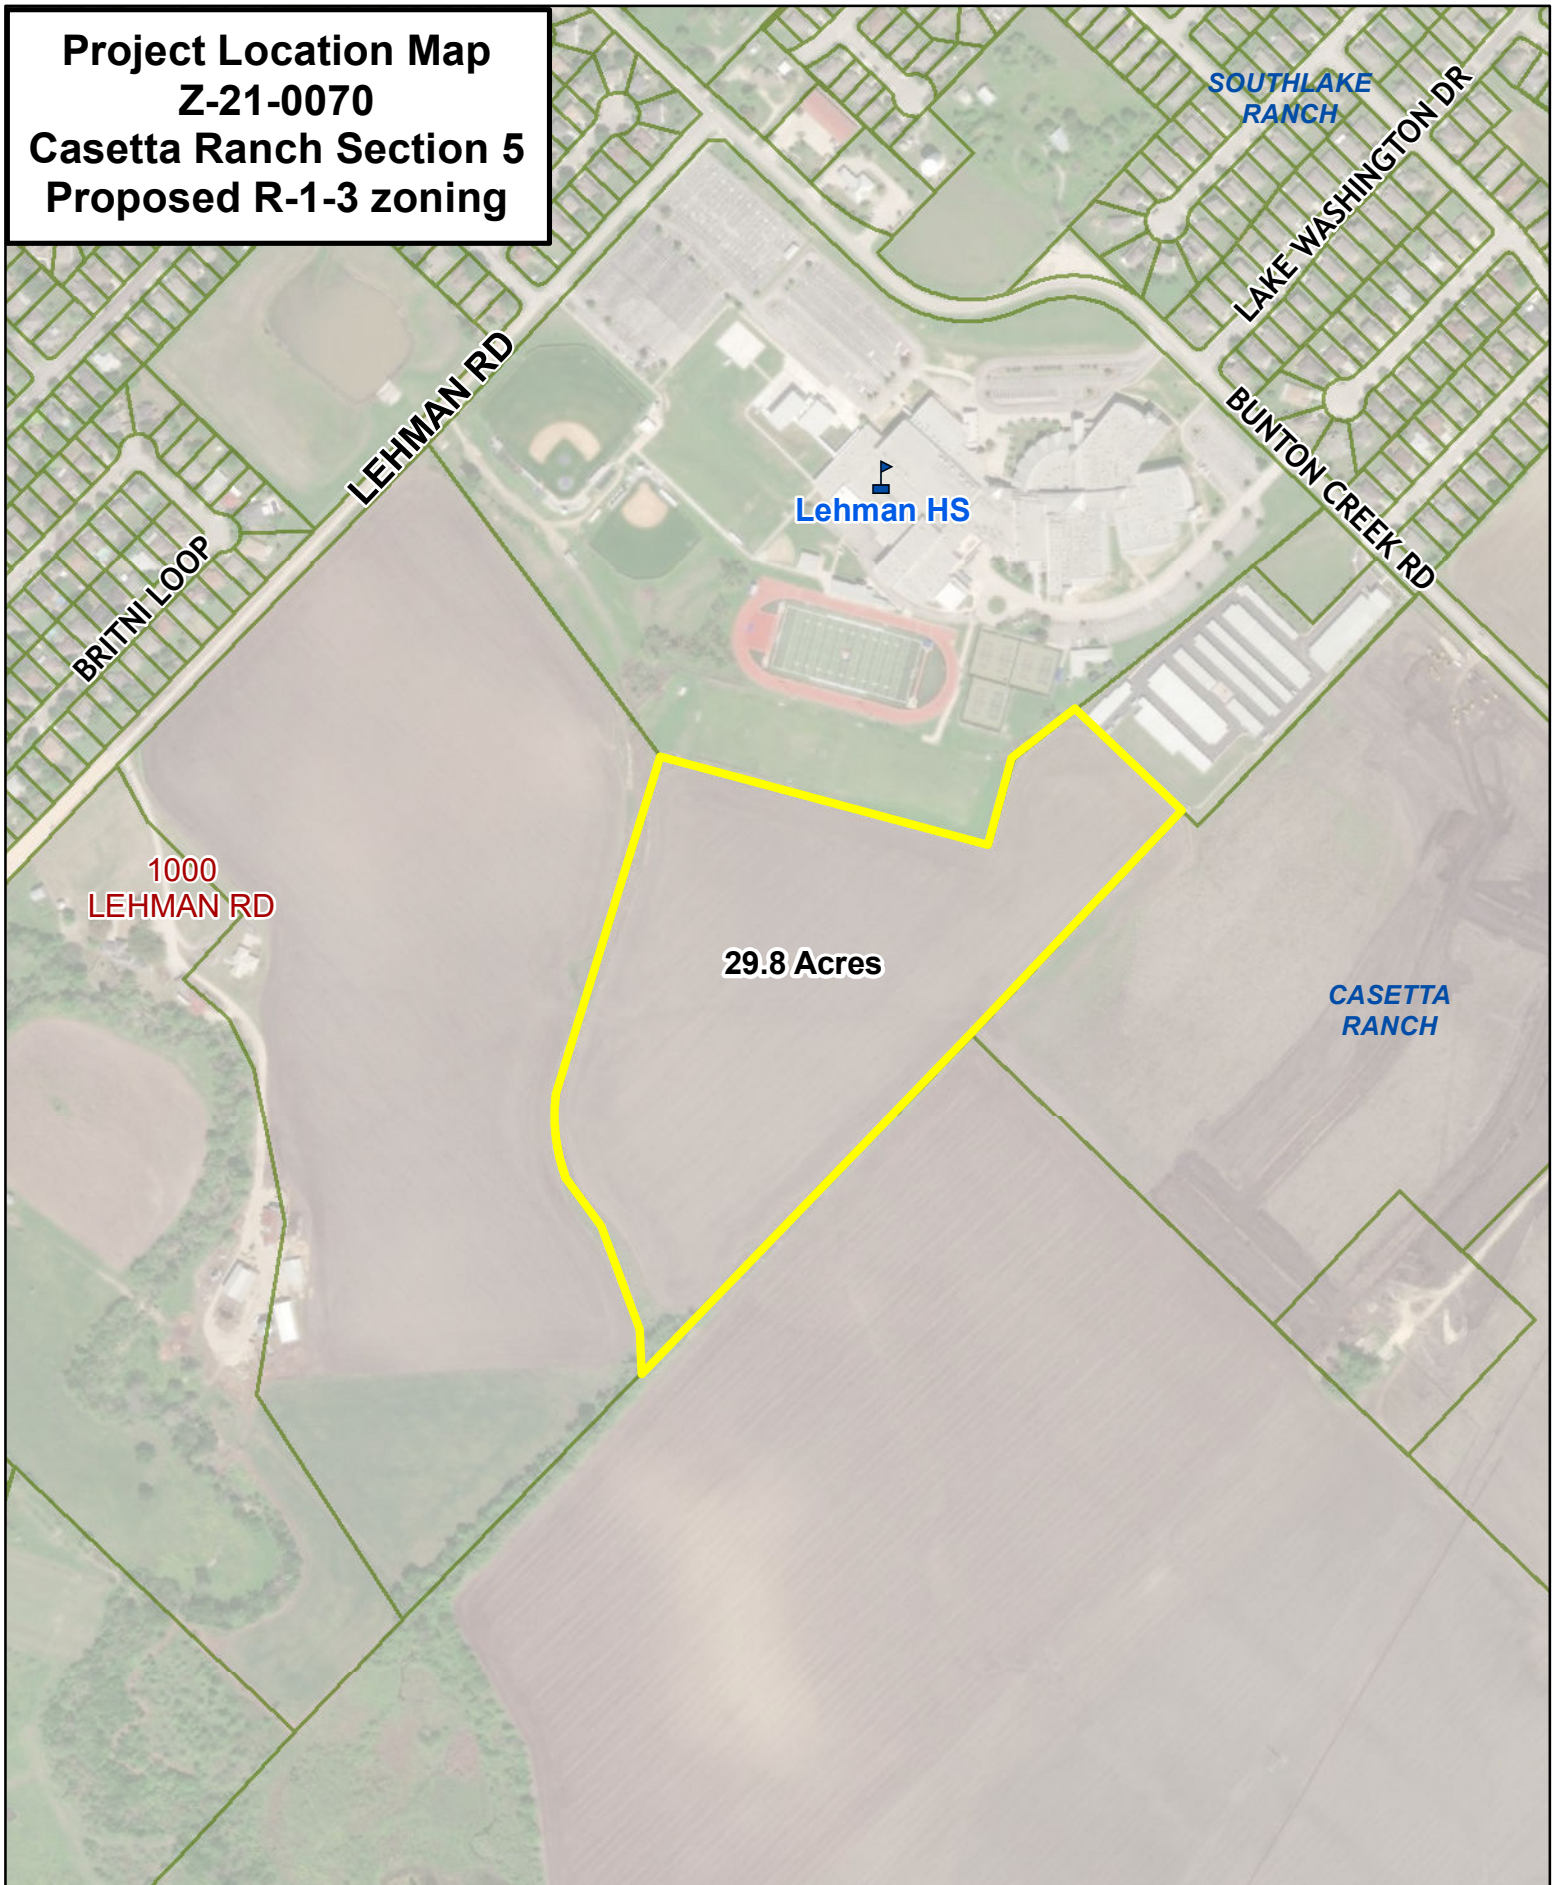 Project Location Map
Z-21-0070
Casetta Ranch Section 5
Proposed R-1-3 zoning
SOUTHLAKE
RANCH
LAKE WASHINGTON DR
LEHMAN RD
BUNTON CREEK RD
Lehman HS
BRITNI LOOP
1000
LEHMAN RD
29.8 Acres
CASETTA
RANCH